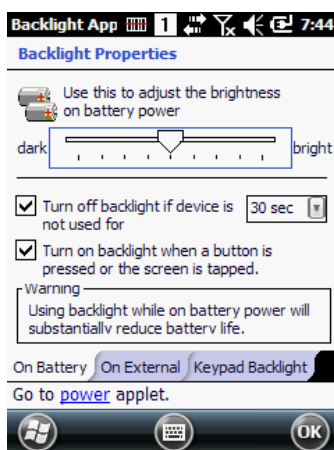 Backlight App 1 7:44
Backlight Properties
Use this to adjust the brightness
on battery power
dark bright
Turn off backlight if device is 30 sec
not used for
Turn on backlight when a button is
pressed or the screen is tapped.
Warning
Using backlight while on battery power will
substantially reduce battery life.
On Battery On External Keypad Backlight
Go to power applet.
OK